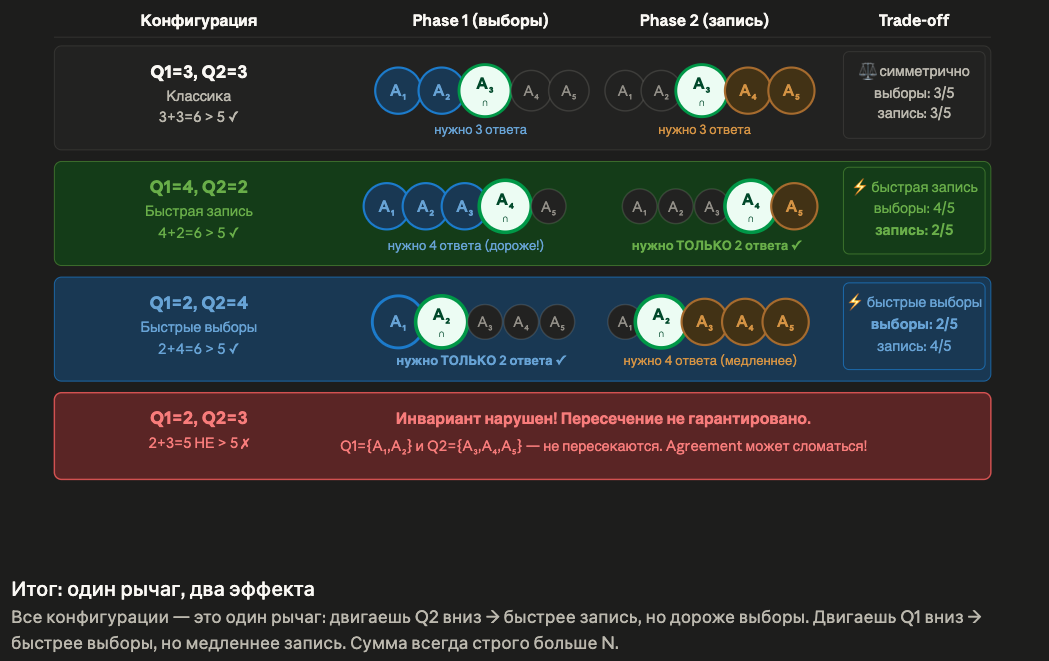 Конфигурация
Phase 1 (выборы)
Phase 2 (запись)
Trade-off
Q1=3, Q2=3
Классика
3+3=6 > 5 ✓
A₁ A₂ A₃ A₄ A₅
∩
нужно 3 ответа
A₁ A₂ A₃ A₄ A₅
∩
нужно 3 ответа
⚖️ симметрично
выборы: 3/5
запись: 3/5
Q1=4, Q2=2
Быстрая запись
4+2=6 > 5 ✓
A₁ A₂ A₃ A₄ A₅
∩
нужно 4 ответа (дороже!)
A₁ A₂ A₃ A₄ A₅
∩
нужно ТОЛЬКО 2 ответа ✓
⚡ быстрая запись
выборы: 4/5
запись: 2/5
Q1=2, Q2=4
Быстрые выборы
2+4=6 > 5 ✓
A₁ A₂ A₃ A₄ A₅
∩
нужно ТОЛЬКО 2 ответа ✓
A₁ A₂ A₃ A₄ A₅
∩
нужно 4 ответа (медленнее)
⚡ быстрые выборы
выборы: 2/5
запись: 4/5
Q1=2, Q2=3
2+3=5 НЕ > 5 ✗
Инвариант нарушен! Пересечение не гарантировано.
Q1={A₁,A₂} и Q2={A₃,A₄,A₅} — не пересекаются. Agreement может сломаться!
Итог: один рычаг, два эффекта
Все конфигурации — это один рычаг: двигаешь Q2 вниз → быстрее запись, но дороже выборы. Двигаешь Q1 вниз →
быстрее выборы, но медленнее запись. Сумма всегда строго больше N.